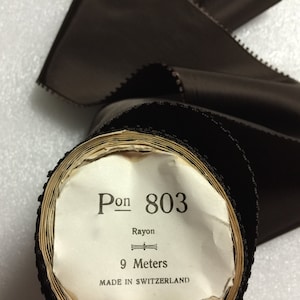 Pon 803
Rayon
9 Meters
MADE IN SWITZERLAND